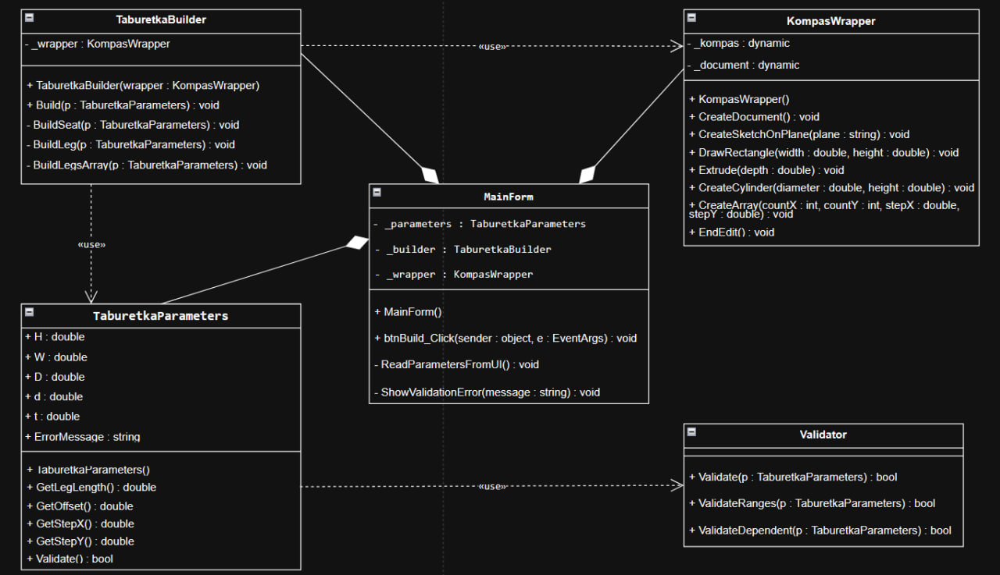 TaburetkaBuilder
- _wrapper : KompasWrapper
+ TaburetkaBuilder(wrapper : KompasWrapper)
+ Build(p : TaburetkaParameters) : void
- BuildSeat(p : TaburetkaParameters) : void
- BuildLeg(p : TaburetkaParameters) : void
- BuildLegsArray(p : TaburetkaParameters) : void
«use»
KompasWrapper
- _kompas : dynamic
- _document : dynamic
+ KompasWrapper()
+ CreateDocument() : void
+ CreateSketchOnPlane(plane : string) : void
+ DrawRectangle(width : double, height : double) : void
+ Extrude(depth : double) : void
+ CreateCylinder(diameter : double, height : double) : void
+ CreateArray(countX : int, countY : int, stepX : double,
stepY : double) : void
+ EndEdit() : void
MainForm
- _parameters : TaburetkaParameters
- _builder : TaburetkaBuilder
- _wrapper : KompasWrapper
+ MainForm()
+ btnBuild_Click(sender : object, e : EventArgs) : void
- ReadParametersFromUI() : void
- ShowValidationError(message : string) : void
«use»
TaburetkaParameters
+ H : double
+ W : double
+ D : double
+ d : double
+ t : double
+ ErrorMessage : string
+ TaburetkaParameters()
+ GetLegLength() : double
+ GetOffset() : double
+ GetStepX() : double
+ GetStepY() : double
+ Validate() : bool
«use»
Validator
+ Validate(p : TaburetkaParameters) : bool
+ ValidateRanges(p : TaburetkaParameters) : bool
+ ValidateDependent(p : TaburetkaParameters) : bool